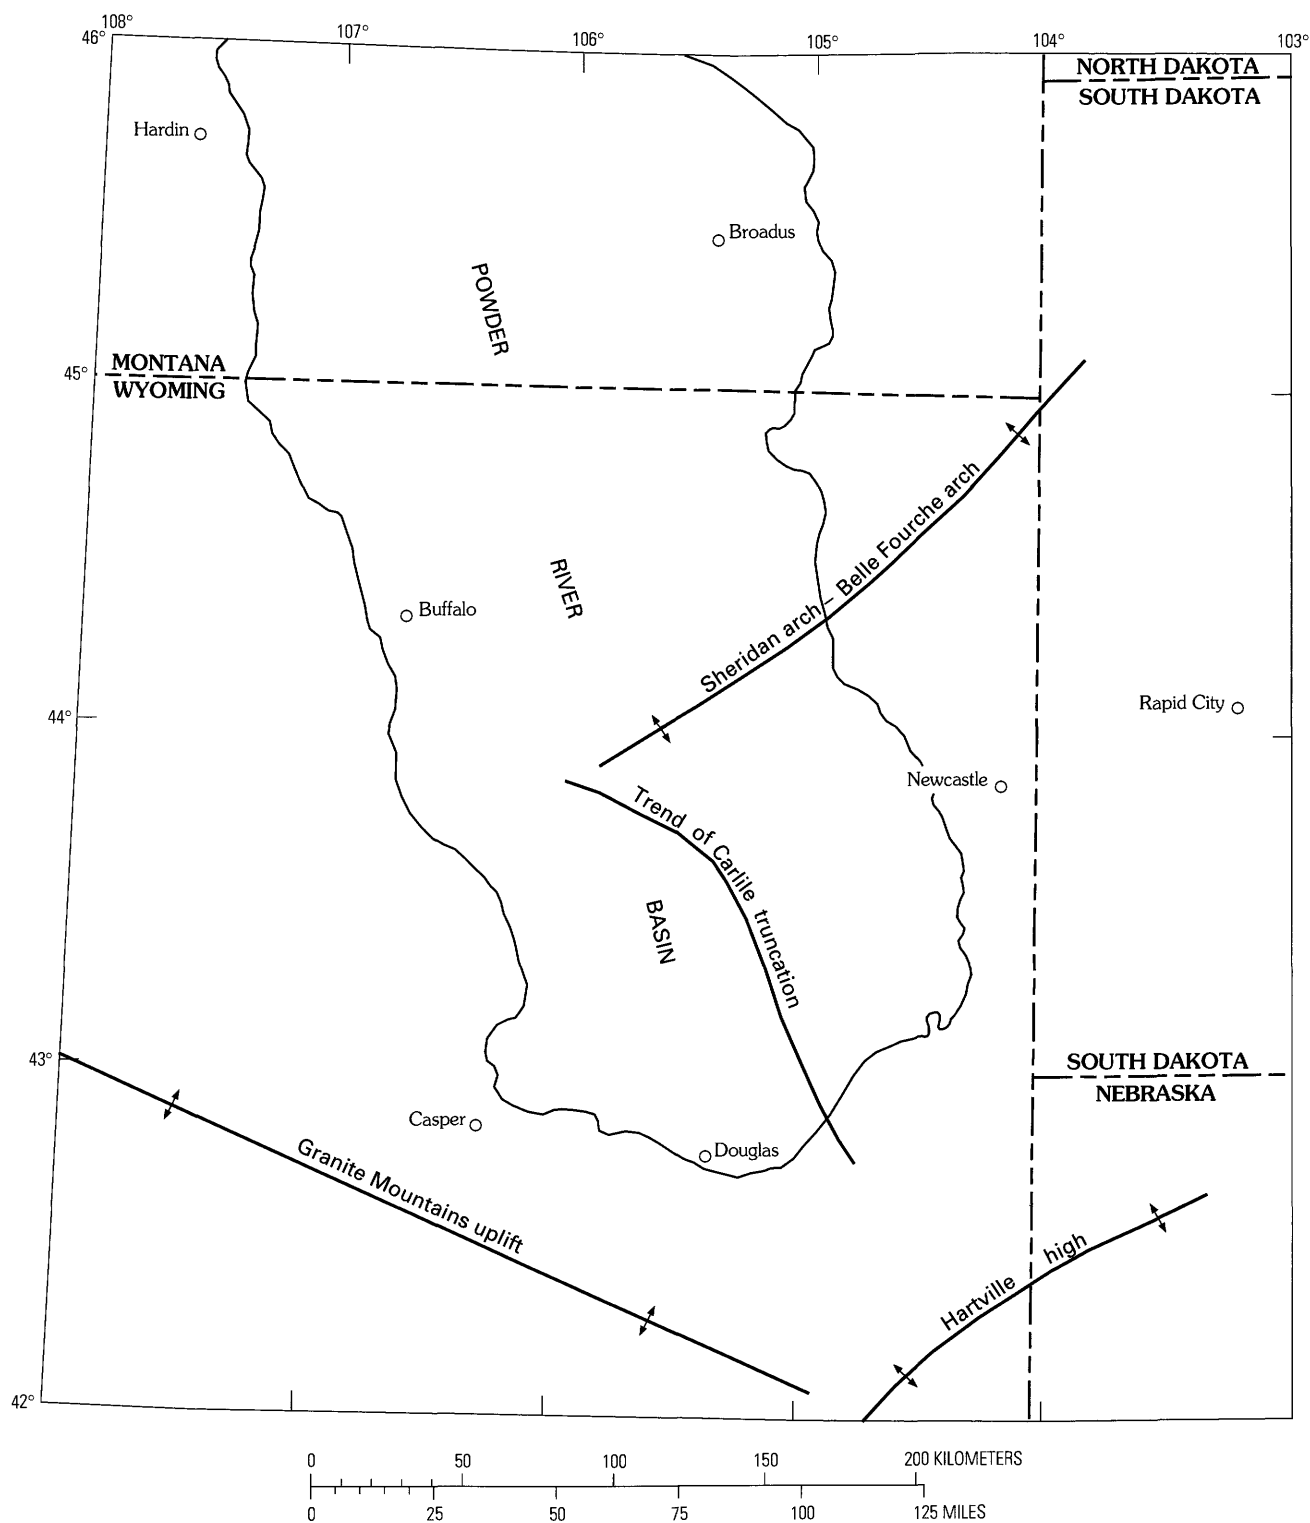 108°
107°
106°
105°
104°
103°
46°
NORTH DAKOTA
SOUTH DAKOTA
Hardin
Broadus
POWDER
MONTANA
45°
WYOMING
Sheridan arch – Belle Fourche arch
RIVER
Buffalo
44°
Rapid City
Newcastle
Trend of Carlile truncation
BASIN
43°
SOUTH DAKOTA
NEBRASKA
Casper
Douglas
Granite Mountains uplift
Hartville high
42°
0 50 100 150 200 KILOMETERS
0 25 50 75 100 125 MILES